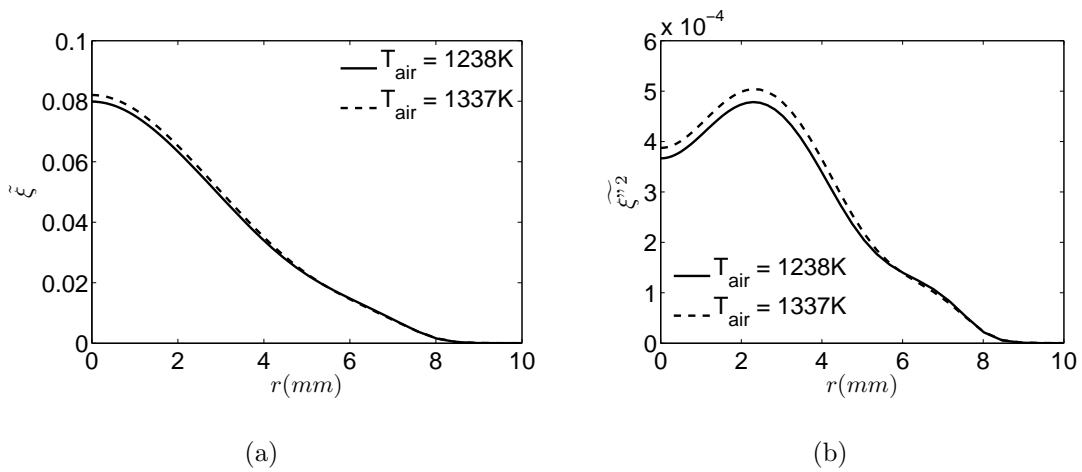 0.1
0.08
0.06
0.04
0.02
0
0 2 4 6 8 10
ξ̃
r(mm)
T_air = 1238K
T_air = 1337K
(a)
x 10^-4
6
5
4
3
2
1
0
0 2 4 6 8 10
ξ”²
r(mm)
T_air = 1238K
T_air = 1337K
(b)